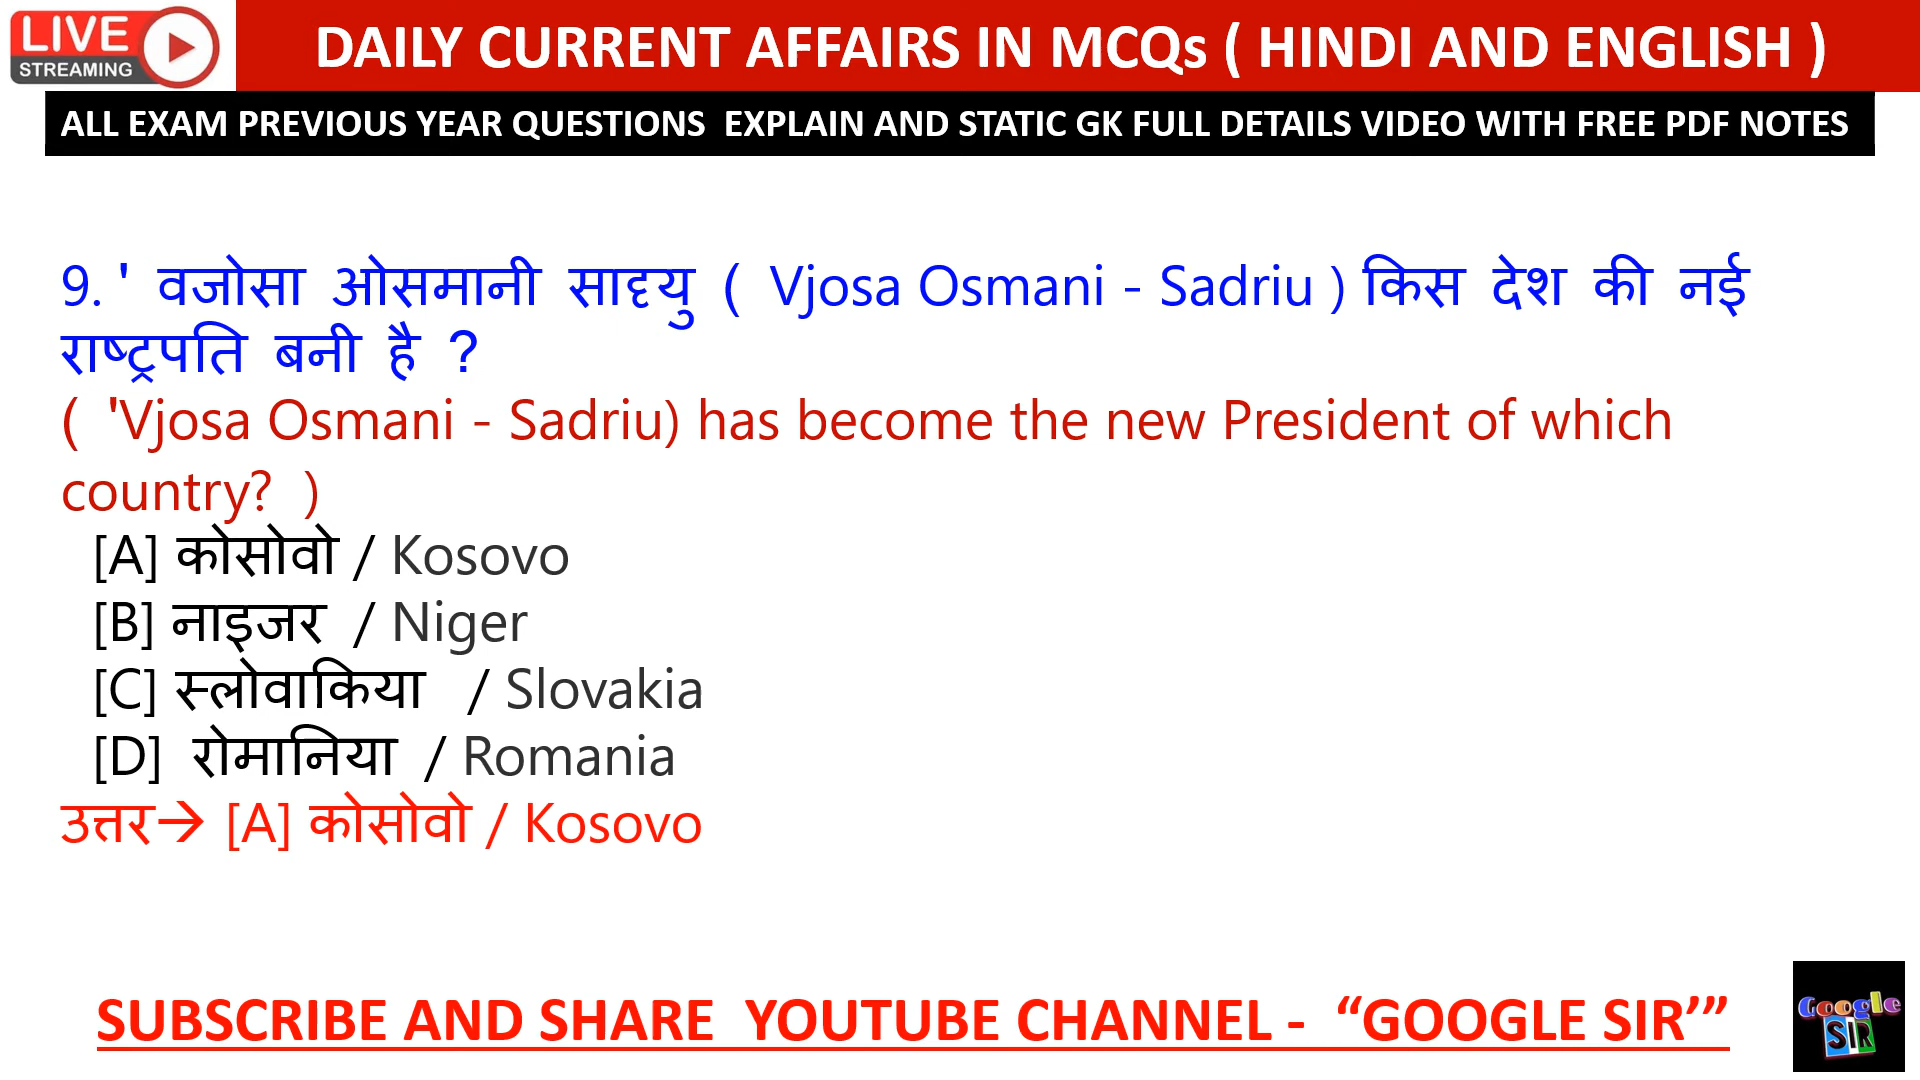 LIVE
STREAMING
DAILY CURRENT AFFAIRS IN MCQs ( HINDI AND ENGLISH )
ALL EXAM PREVIOUS YEAR QUESTIONS EXPLAIN AND STATIC GK FULL DETAILS VIDEO WITH FREE PDF NOTES
9. ' वजोसा ओसमानी सादृयु ( Vjosa Osmani - Sadriu ) किस देश की नई
राष्ट्रपति बनी है ?
( 'Vjosa Osmani - Sadriu) has become the new President of which
country? )
[A] कोसोवो / Kosovo
[B] नाइजर / Niger
[C] स्लोवाकिया / Slovakia
[D] रोमानिया / Romania
उत्तर→ [A] कोसोवो / Kosovo
SUBSCRIBE AND SHARE YOUTUBE CHANNEL - “GOOGLE SIR’”
Google
SIR